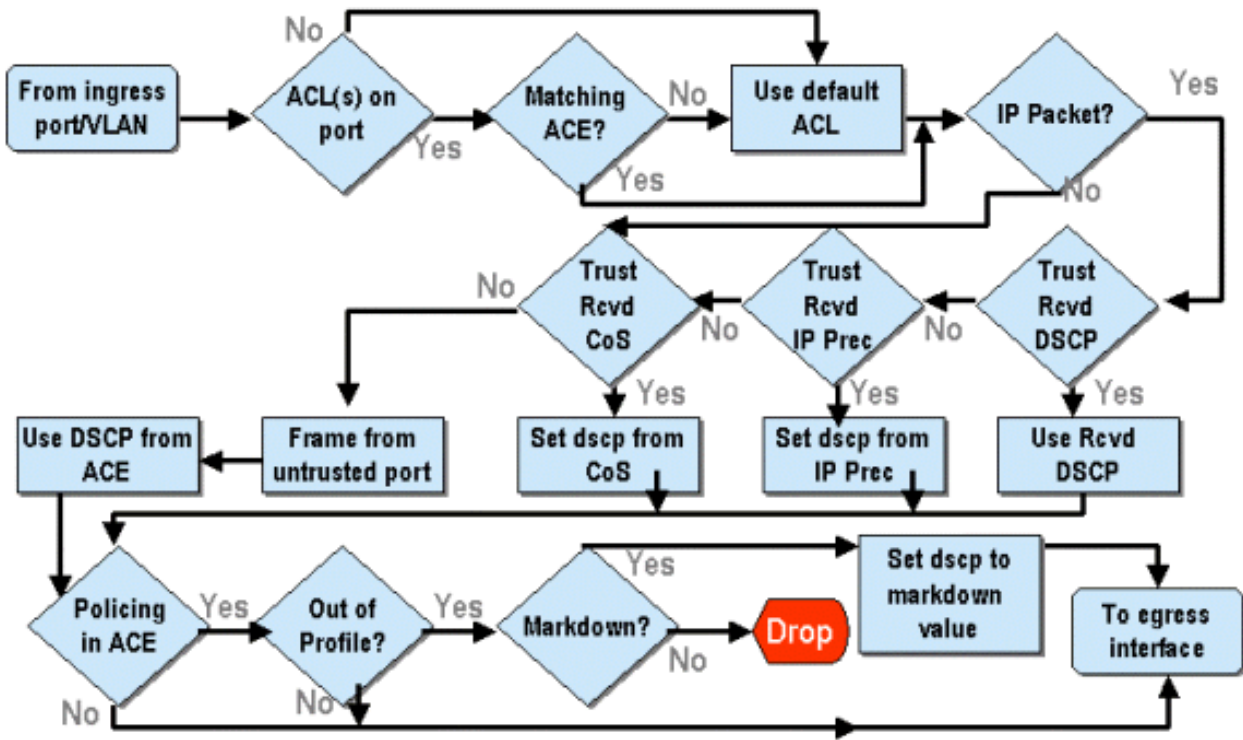 No
From ingress
port/VLAN
ACL(s) on
port
Yes
Matching
ACE?
No
Yes
Use default
ACL
IP Packet?
Yes
No
Trust
Rcvd
CoS
No
Yes
Trust
Rcvd
IP Prec
No
Yes
Trust
Rcvd
DSCP
No
Yes
Use DSCP from
ACE
Frame from
untrusted port
Set dscp from
CoS
Set dscp from
IP Prec
Use Rcvd
DSCP
Policing
in ACE
Yes
No
Out of
Profile?
Yes
No
Markdown?
Yes
No
Drop
Set dscp to
markdown
value
To egress
interface